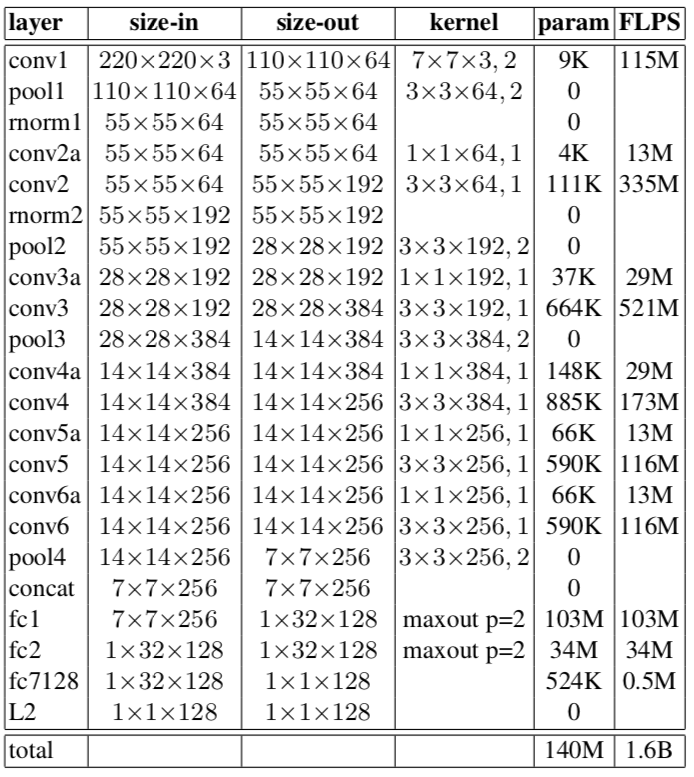 layer size-in size-out kernel param FLPS
conv1 220×220×3 110×110×64 7×7×3, 2 9K 115M
pool1 110×110×64 55×55×64 3×3×64, 2 0
rnorm1 55×55×64 55×55×64 0
conv2a 55×55×64 55×55×64 1×1×64, 1 4K 13M
conv2 55×55×64 55×55×192 3×3×64, 1 111K 335M
rnorm2 55×55×192 55×55×192 0
pool2 55×55×192 28×28×192 3×3×192, 2 0
conv3a 28×28×192 28×28×192 1×1×192, 1 37K 29M
conv3 28×28×192 28×28×384 3×3×192, 1 664K 521M
pool3 28×28×384 14×14×384 3×3×384, 2 0
conv4a 14×14×384 14×14×384 1×1×384, 1 148K 29M
conv4 14×14×384 14×14×256 3×3×384, 1 885K 173M
conv5a 14×14×256 14×14×256 1×1×256, 1 66K 13M
conv5 14×14×256 14×14×256 3×3×256, 1 590K 116M
conv6a 14×14×256 14×14×256 1×1×256, 1 66K 13M
conv6 14×14×256 14×14×256 3×3×256, 1 590K 116M
pool4 14×14×256 7×7×256 3×3×256, 2 0
concat 7×7×256 7×7×256 0
fc1 7×7×256 1×32×128 maxout p=2 103M 103M
fc2 1×32×128 1×32×128 maxout p=2 34M 34M
fc7128 1×32×128 1×1×128 524K 0.5M
L2 1×1×128 1×1×128 0
total 140M 1.6B